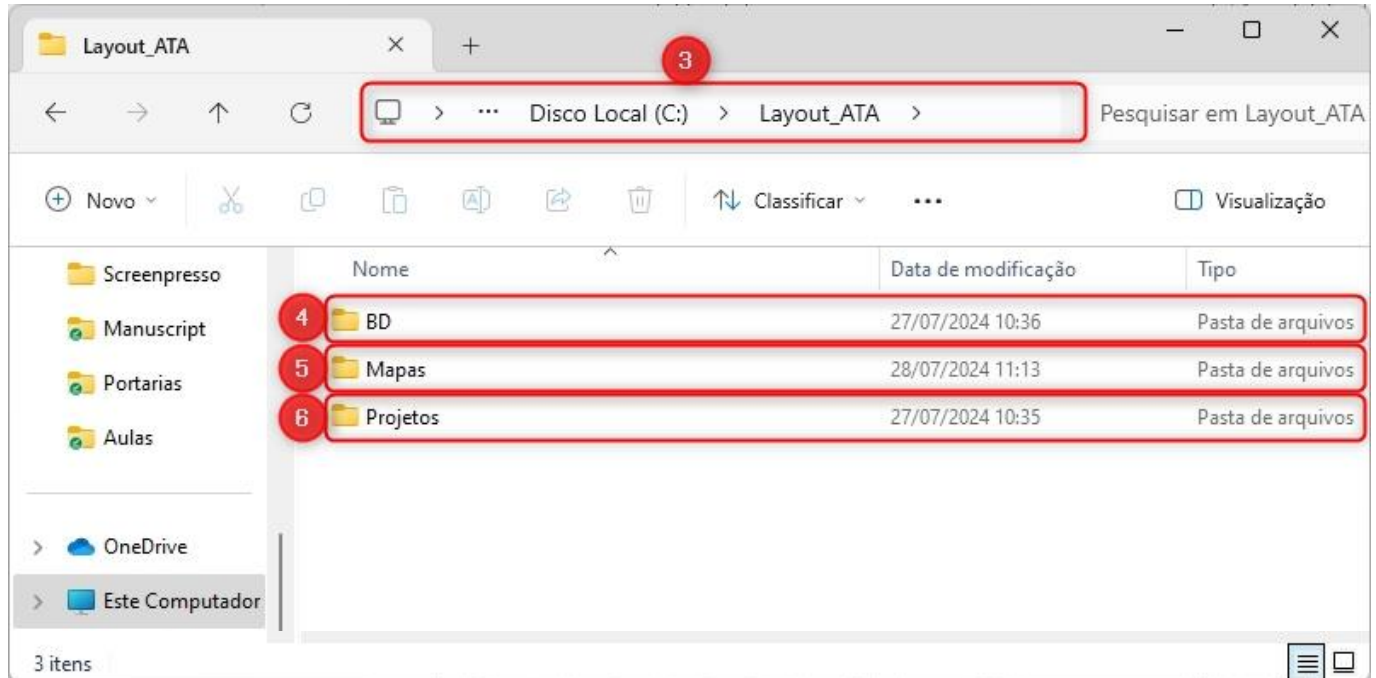 Layout_ATA
3
Disco Local (C:) > Layout_ATA >
Pesquisar em Layout_ATA
Novo
Classificar
Visualização
Nome
Data de modificação
Tipo
Screenpresso
Manuscript
Portarias
Aulas
OneDrive
Este Computador
4 BD 27/07/2024 10:36 Pasta de arquivos
5 Mapas 28/07/2024 11:13 Pasta de arquivos
6 Projetos 27/07/2024 10:35 Pasta de arquivos
3 itens